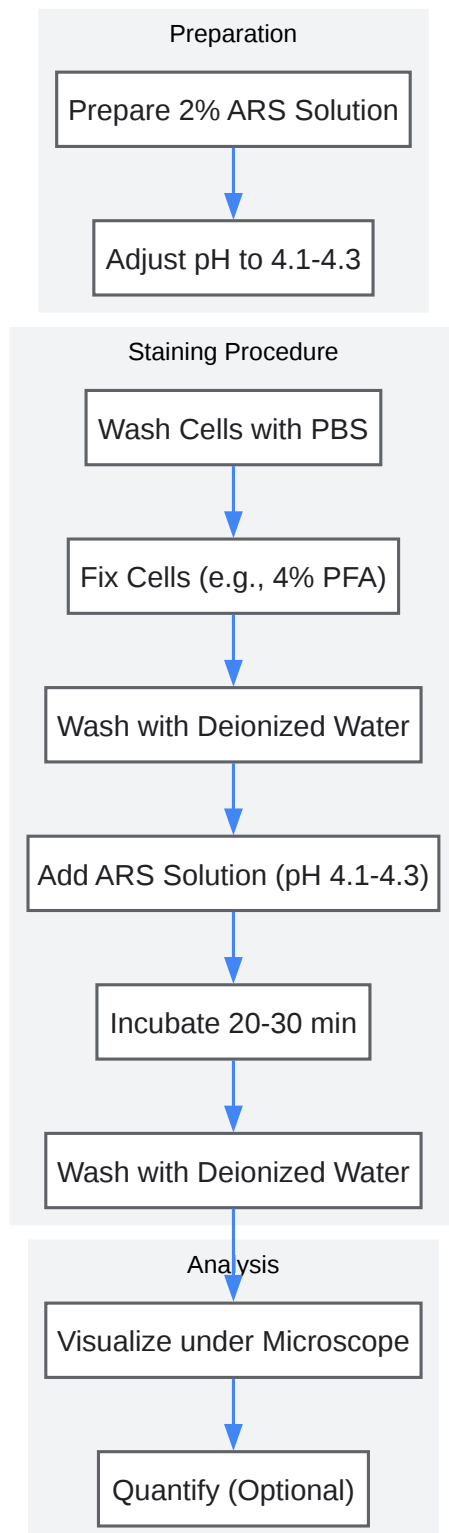 Preparation
Prepare 2% ARS Solution
Adjust pH to 4.1-4.3
Staining Procedure
Wash Cells with PBS
Fix Cells (e.g., 4% PFA)
Wash with Deionized Water
Add ARS Solution (pH 4.1-4.3)
Incubate 20-30 min
Wash with Deionized Water
Analysis
Visualize under Microscope
Quantify (Optional)